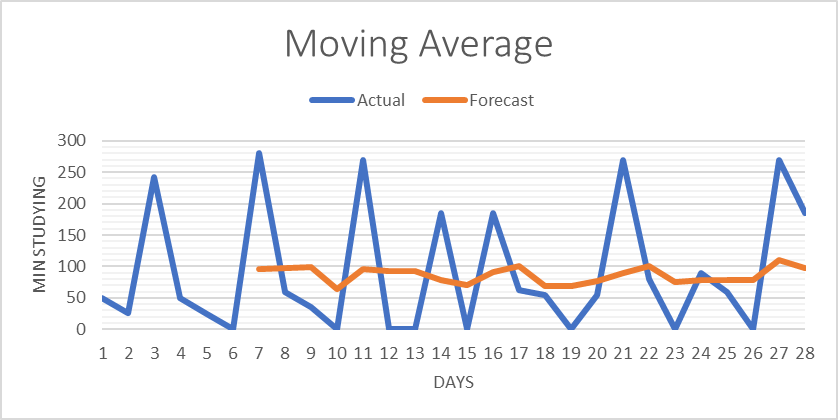 Moving Average
Actual Forecast
MIN STUDYING
300
250
200
150
100
50
0
1 2 3 4 5 6 7 8 9 10 11 12 13 14 15 16 17 18 19 20 21 22 23 24 25 26 27 28
DAYS